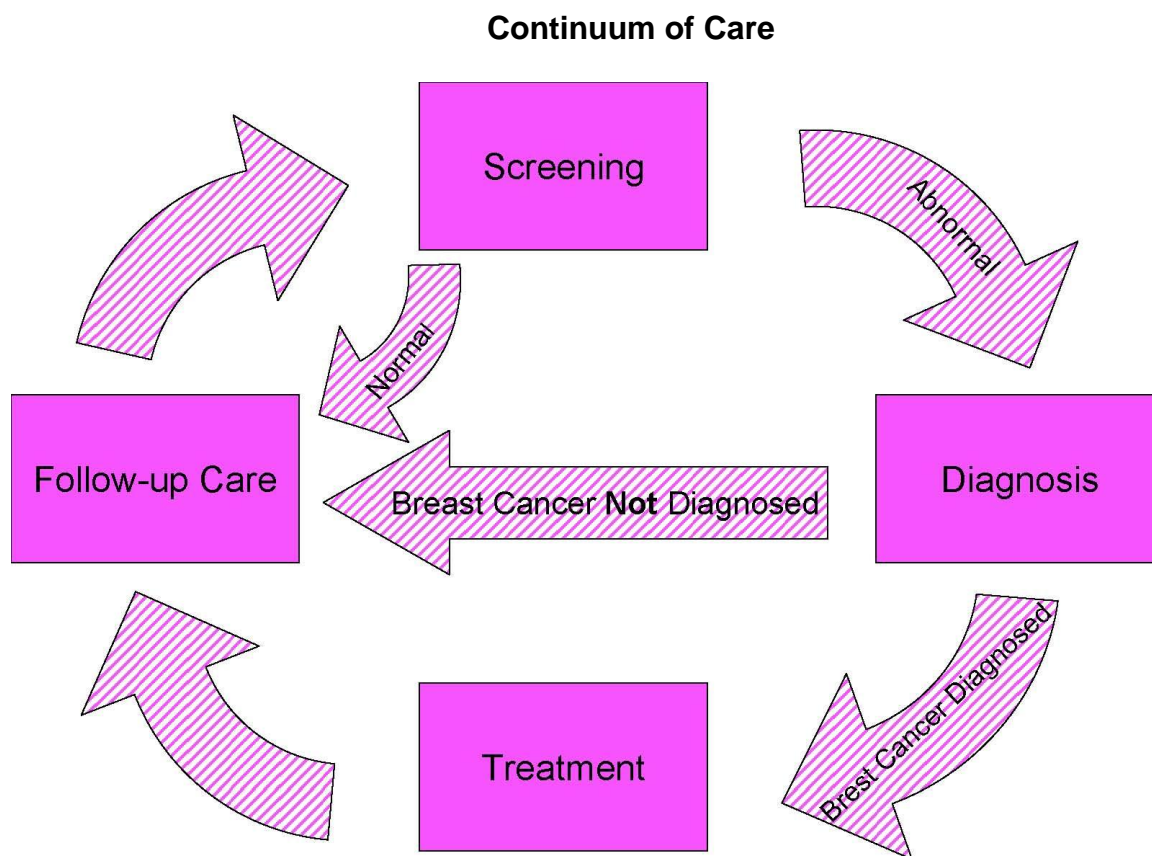 Continuum of Care
Screening
Abnormal
Normal
Follow-up Care
Breast Cancer Not Diagnosed
Diagnosis
Brest Cancer Diagnosed
Treatment